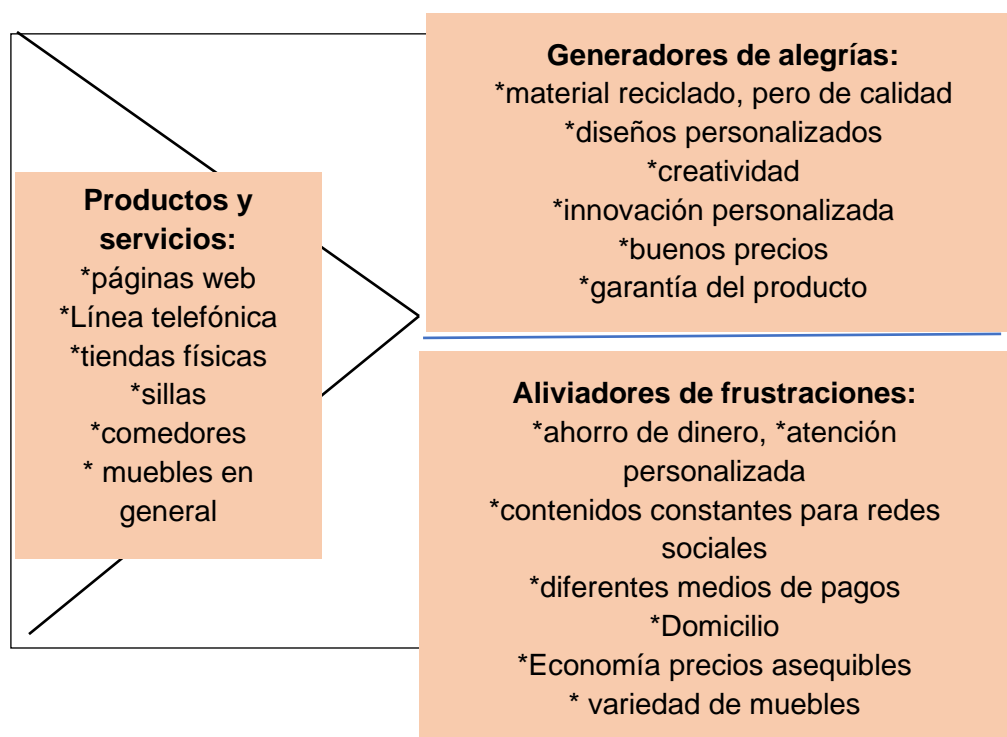 Productos y
servicios:
*páginas web
*Línea telefónica
*tiendas físicas
*sillas
*comedores
* muebles en
general
Generadores de alegrías:
*material reciclado, pero de calidad
*diseños personalizados
*creatividad
*innovación personalizada
*buenos precios
*garantía del producto
Aliviadores de frustraciones:
*ahorro de dinero, *atención
personalizada
*contenidos constantes para redes
sociales
*diferentes medios de pagos
*Domicilio
*Economía precios asequibles
* variedad de muebles